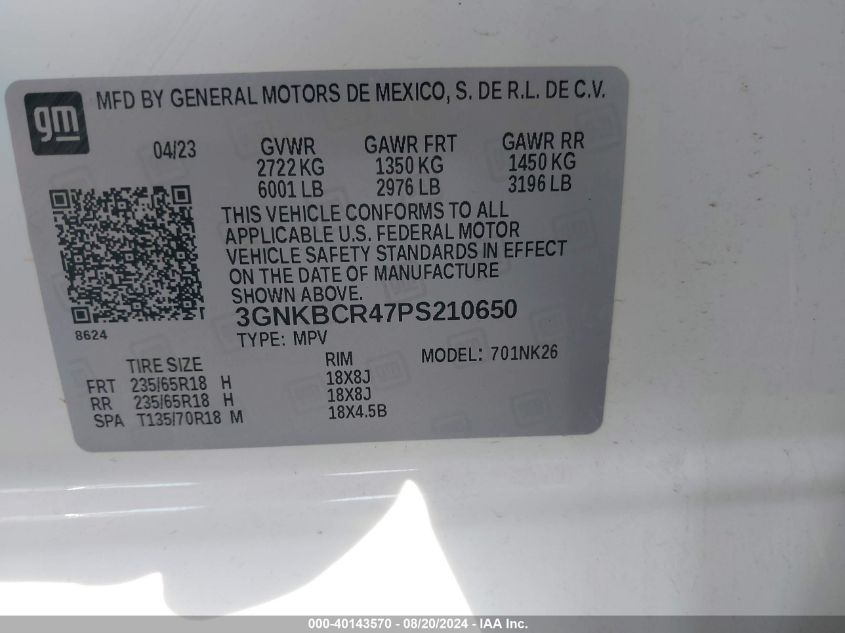 gm
MFD BY GENERAL MOTORS DE MEXICO, S. DE R.L. DE C.V.
04/23 GVWR GAWR FRT GAWR RR
2722 KG 1350 KG 1450 KG
6001 LB 2976 LB 3196 LB
THIS VEHICLE CONFORMS TO ALL
APPLICABLE U.S. FEDERAL MOTOR
VEHICLE SAFETY STANDARDS IN EFFECT
ON THE DATE OF MANUFACTURE
SHOWN ABOVE.
3GNKBCR47PS210650
8624 TYPE: MPV MODEL: 701NK26
TIRE SIZE RIM
FRT 235/65R18 H 18X8J
RR 235/65R18 H 18X8J
SPA T135/70R18 M 18X4.5B
000-40143570 - 08/20/2024 - IAA Inc.